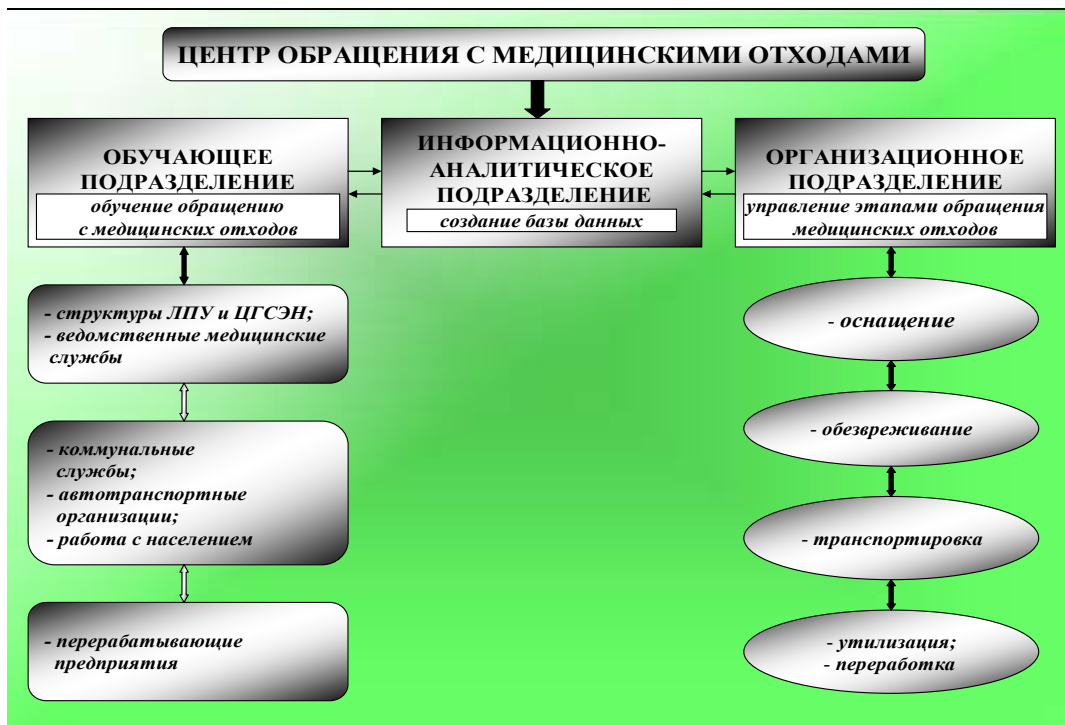 ЦЕНТР ОБРАЩЕНИЯ С МЕДИЦИНСКИМИ ОТХОДАМИ
ОБУЧАЮЩЕЕ
ПОДРАЗДЕЛЕНИЕ
обучение обращению
с медицинских отходов
ИНФОРМАЦИОННО-
АНАЛИТИЧЕСКОЕ
ПОДРАЗДЕЛЕНИЕ
создание базы данных
ОРГАНИЗАЦИОННОЕ
ПОДРАЗДЕЛЕНИЕ
управление этапами обращения
медицинских отходов
- структуры ЛПУ и ЦГСЭН;
- ведомственные медицинские
службы
- коммунальные
службы;
- автотранспортные
организации;
- работа с населением
- перерабатывающие
предприятия
- оснащение
- обезвреживание
- транспортировка
- утилизация;
- переработка